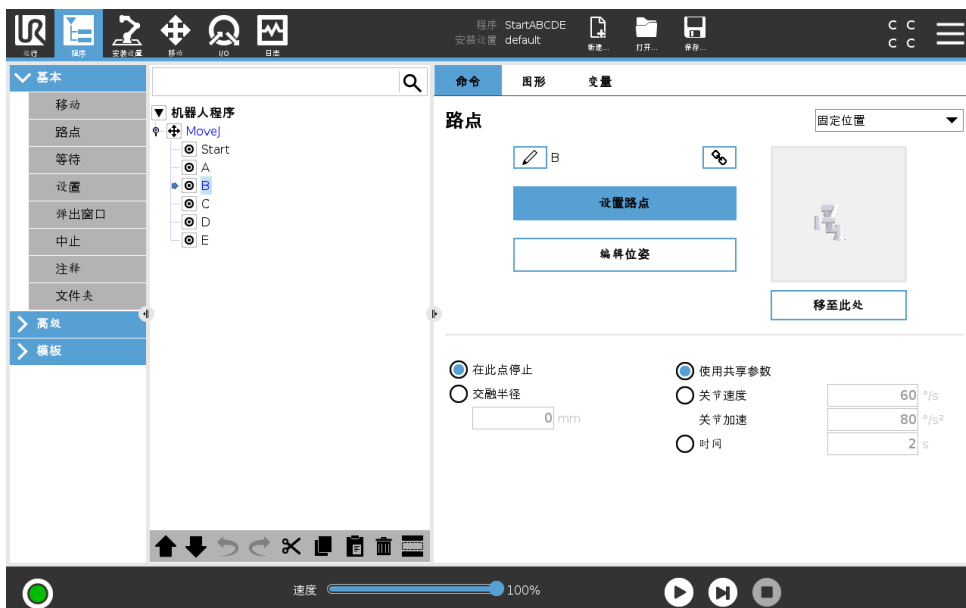 UR
运行
程序
安装设置
移动
I/O
日志
程序 StartABCDE
安装设置 default
新建...
打开...
保存...
C C
C C
基本
移动
路点
等待
设置
弹出窗口
中止
注释
文件夹
高级
模板
机器人程序
MoveJ
Start
A
B
C
D
E
命令
图形
变量
路点
固定位置
B
设置路点
编辑位姿
移至此处
在此点停止
交融半径
0 mm
使用共享参数
关节速度 60 °/s
关节加速 80 °/s²
时间 2 s
速度 100%